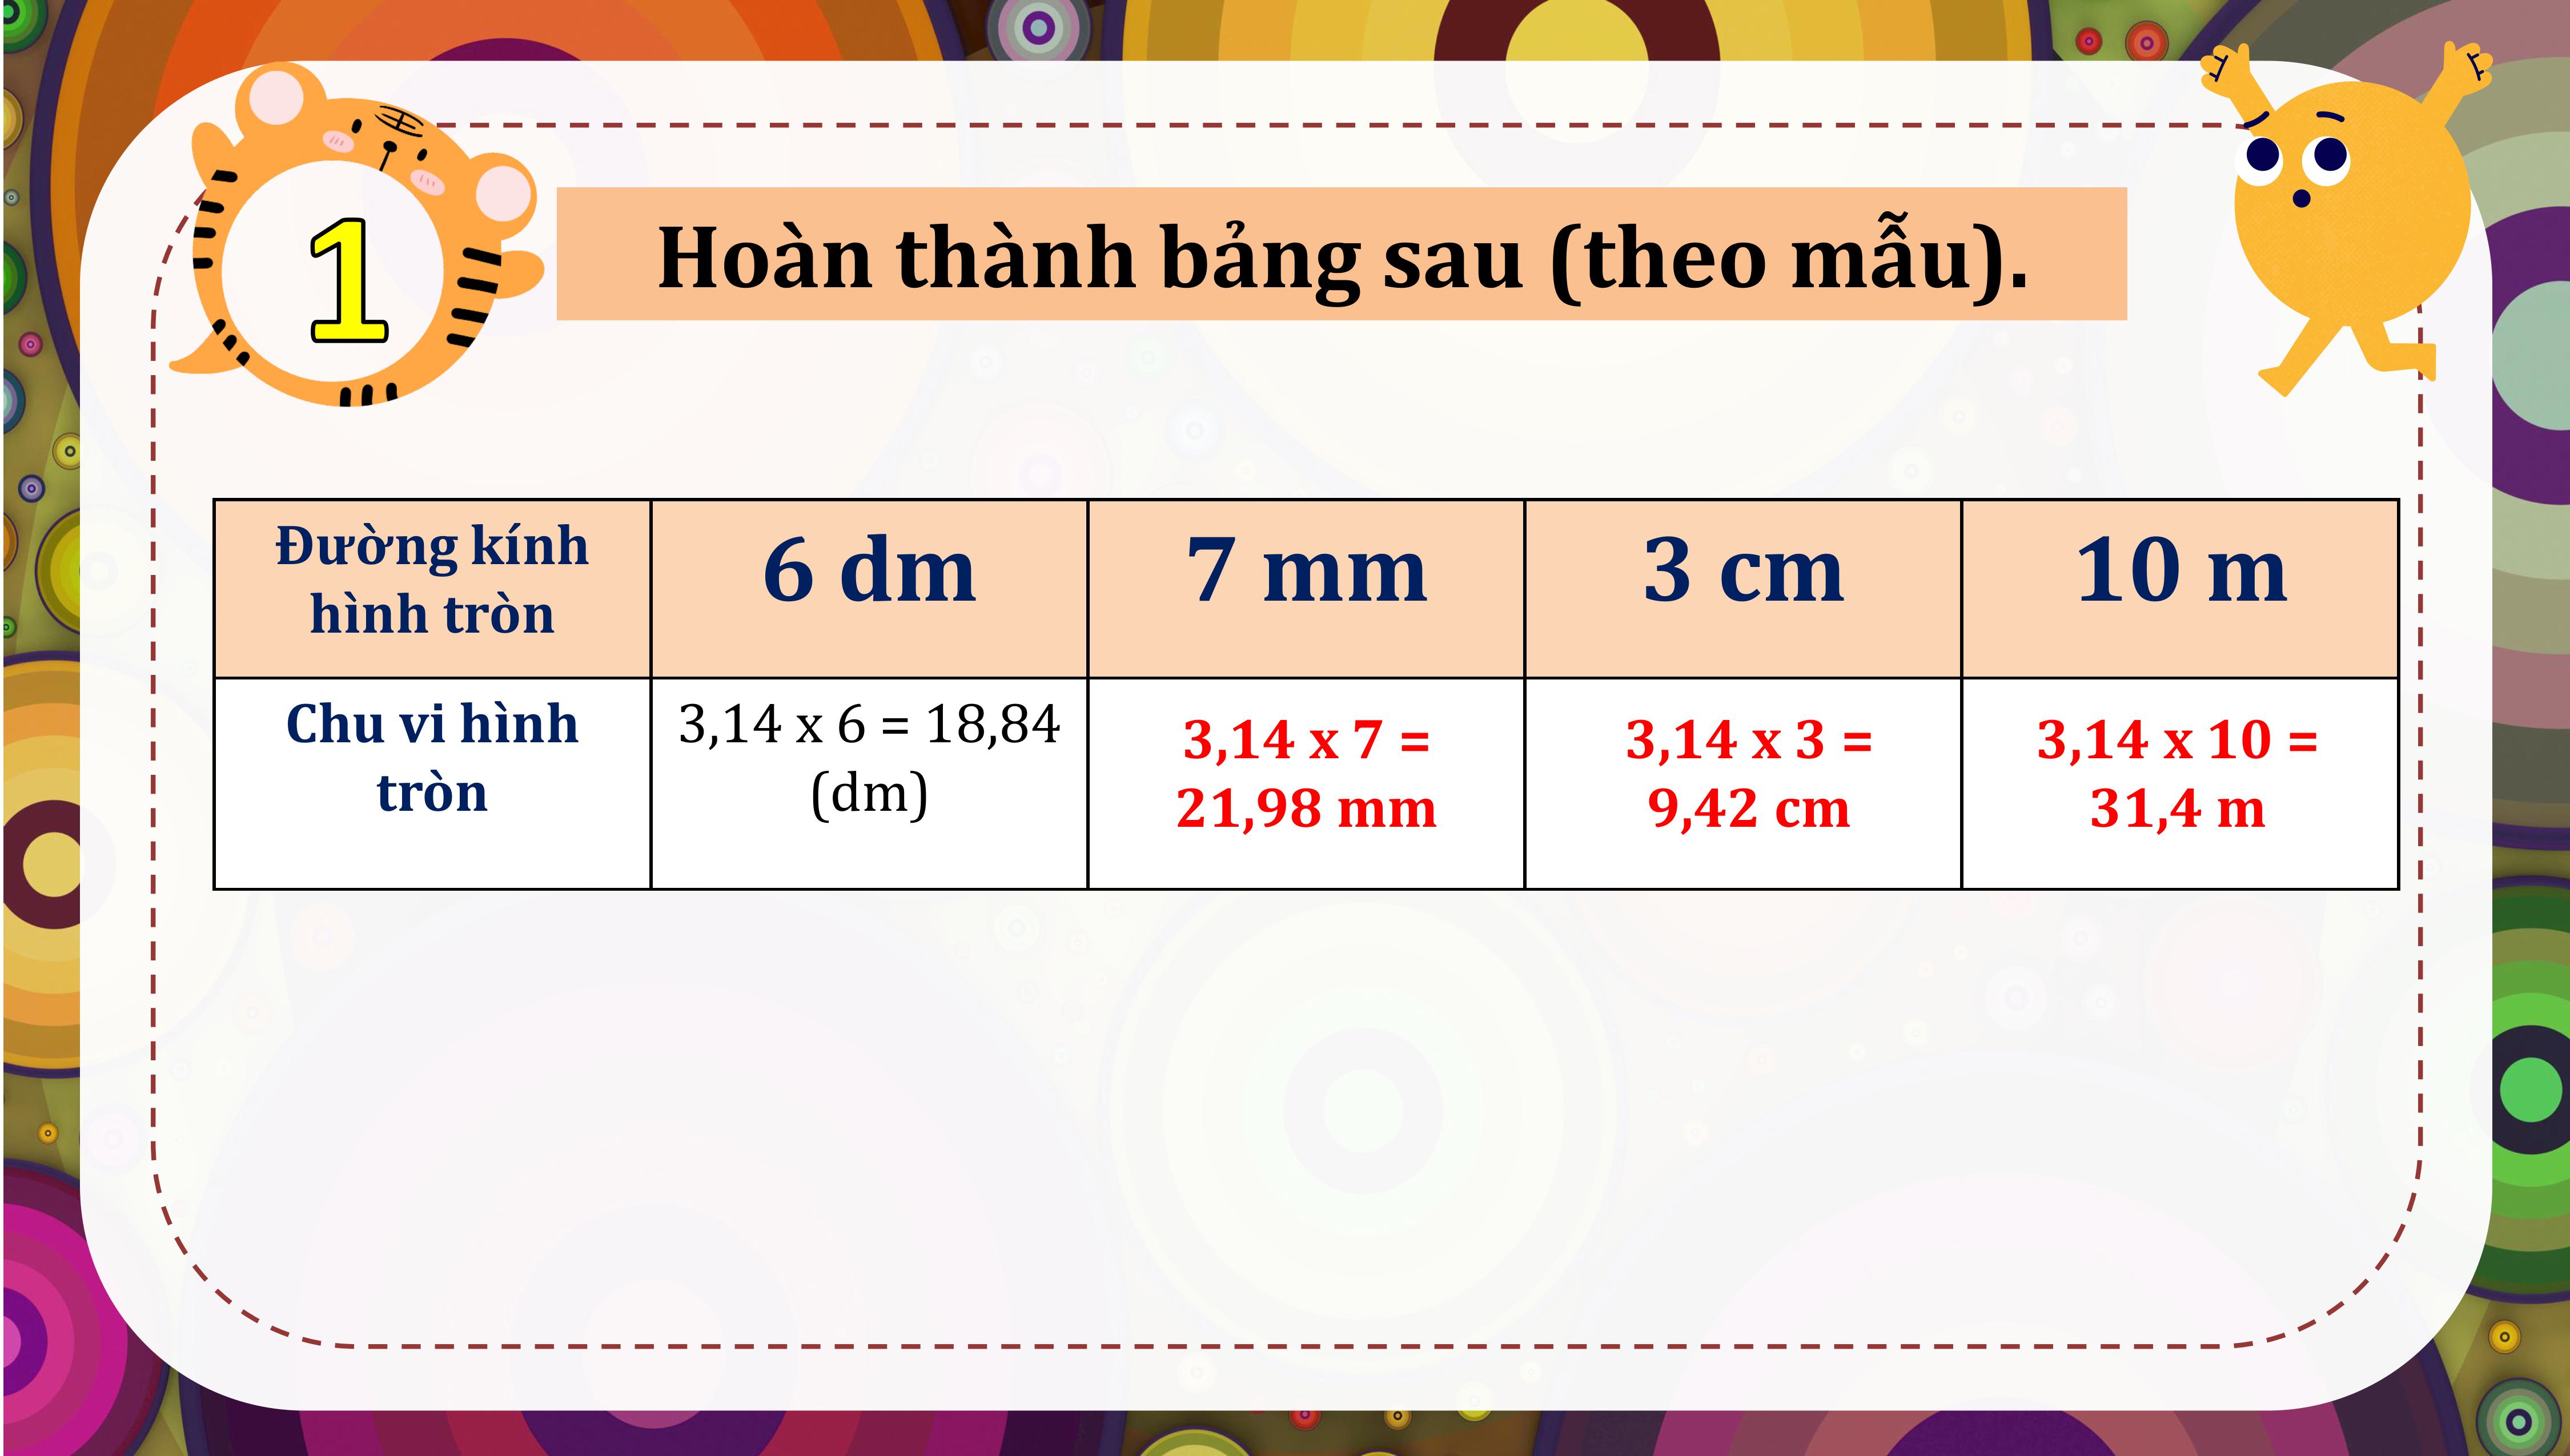 1
Hoàn thành bảng sau (theo mẫu).
Đường kính
hình tròn
6 dm
7 mm
3 cm
10 m
Chu vi hình
tròn
3,14 x 6 = 18,84
(dm)
3,14 x 7 =
21,98 mm
3,14 x 3 =
9,42 cm
3,14 x 10 =
31,4 m